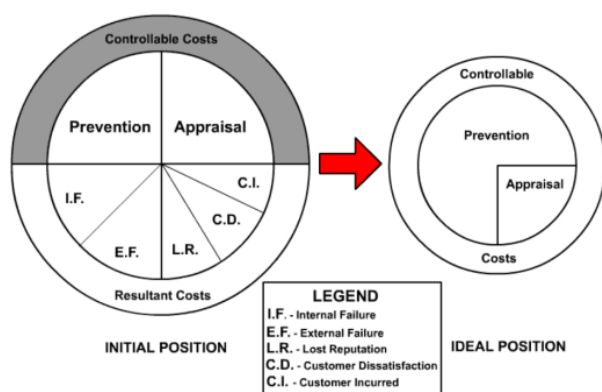 Controllable Costs
Prevention
Appraisal
I.F.
E.F.
L.R.
C.D.
C.I.
Resultant Costs
INITIAL POSITION
LEGEND
I.F. - Internal Failure
E.F. - External Failure
L.R. - Lost Reputation
C.D. - Customer Dissatisfaction
C.I. - Customer Incurred
Controllable
Prevention
Appraisal
Costs
IDEAL POSITION